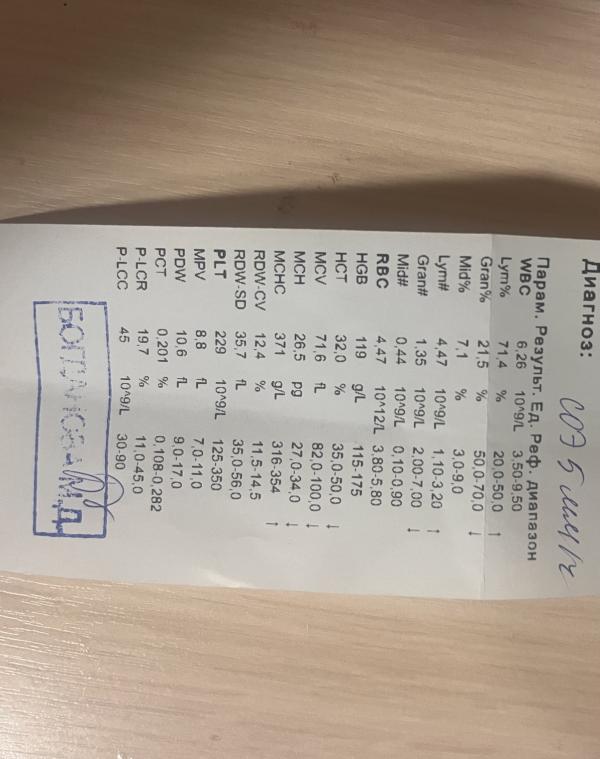 Диагноз:
СОЭ 5 мм/ч
Парам. Результ. Ед. Реф. диапазон
WBC 6,26 10^9/L 3,50-9,50
Lym% 71,4 % 20,0-50,0 ↑
Gran% 21,5 % 50,0-70,0 ↓
Mid% 7,1 % 3,0-9,0
Lym# 4,47 10^9/L 1,10-3,20 ↑
Gran# 1,35 10^9/L 2,00-7,00 ↓
Mid# 0,44 10^9/L 0,10-0,90
RBC 4,47 10^12/L 3,80-5,80
HGB 119 g/L 115-175
HCT 32,0 % 35,0-50,0 ↓
MCV 71,6 fL 82,0-100,0 ↓
MCH 26,5 pg 27,0-34,0 ↓
MCHC 371 g/L 316-354 ↑
RDW-CV 12,4 % 11,5-14,5
RDW-SD 35,7 fL 35,0-56,0
PLT 229 10^9/L 125-350
MPV 8,8 fL 7,0-11,0
PDW 10,6 fL 9,0-17,0
PCT 0,201 % 0,108-0,282
P-LCR 19,7 % 11,0-45,0
P-LCC 45 10^9/L 30-90
БОГДАНОВА М.Д.